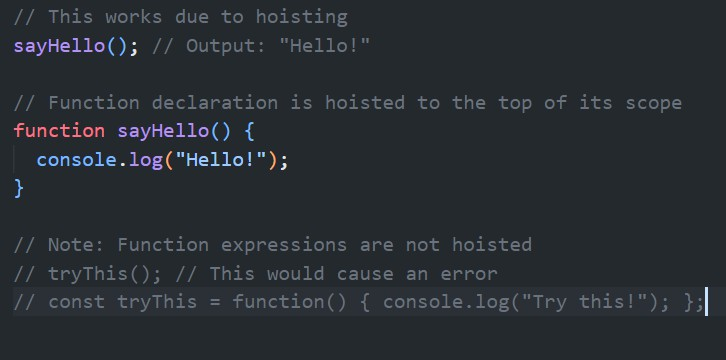 // This works due to hoisting
sayHello(); // Output: "Hello!"

// Function declaration is hoisted to the top of its scope
function sayHello() {
  console.log("Hello!");
}

// Note: Function expressions are not hoisted
// tryThis(); // This would cause an error
// const tryThis = function() { console.log("Try this!"); };